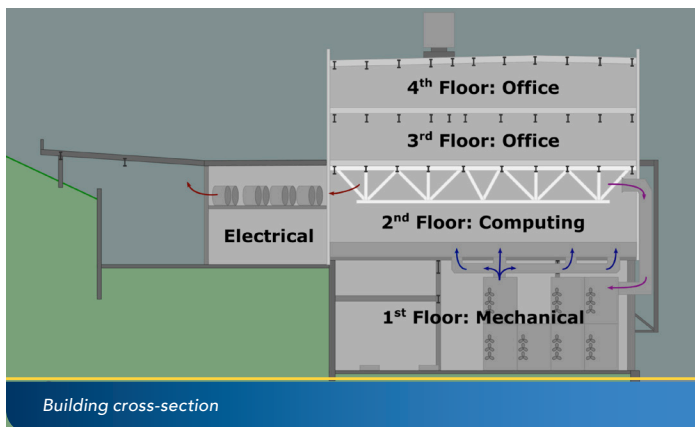 4th Floor: Office
3rd Floor: Office
2nd Floor: Computing
Electrical
1st Floor: Mechanical
Building cross-section